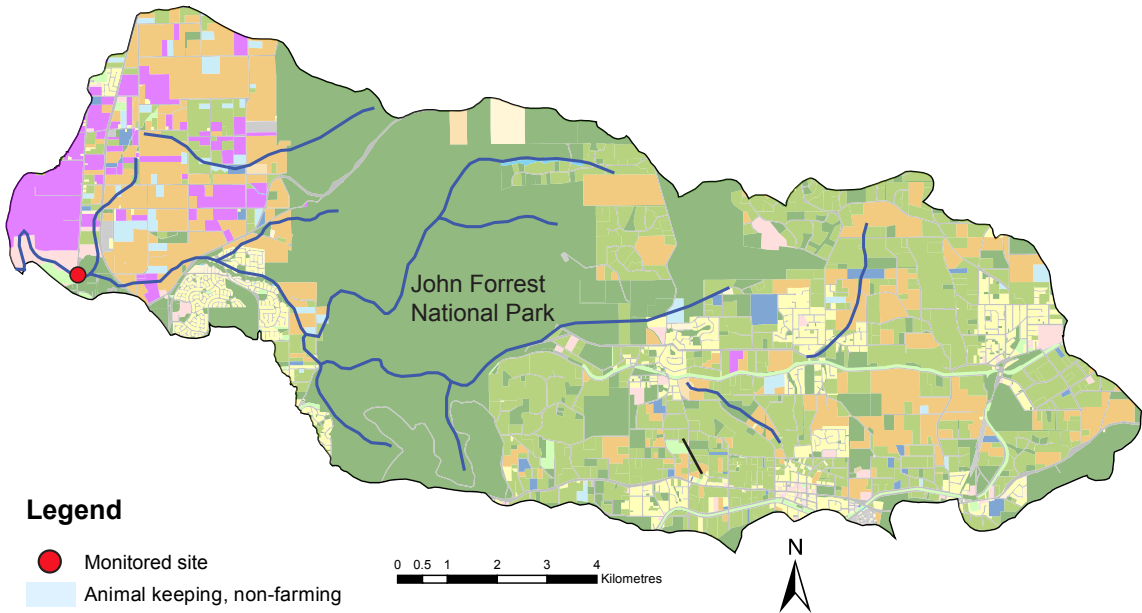 John Forrest
National Park
Legend
Monitored site
Animal keeping, non-farming
0 0.5 1 2 3 4
Kilometres
N